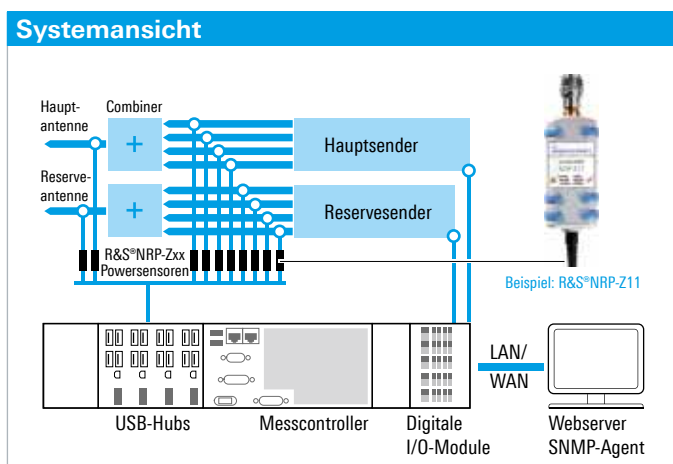 Systemansicht
Haupt-
antenne
Combiner
Hauptsender
Reserve-
antenne
Reservesender
R&S®NRP-Zxx
Powersensoren
Beispiel: R&S®NRP-Z11
LAN/
WAN
USB-Hubs
Messcontroller
Digitale
I/O-Module
Webserver
SNMP-Agent